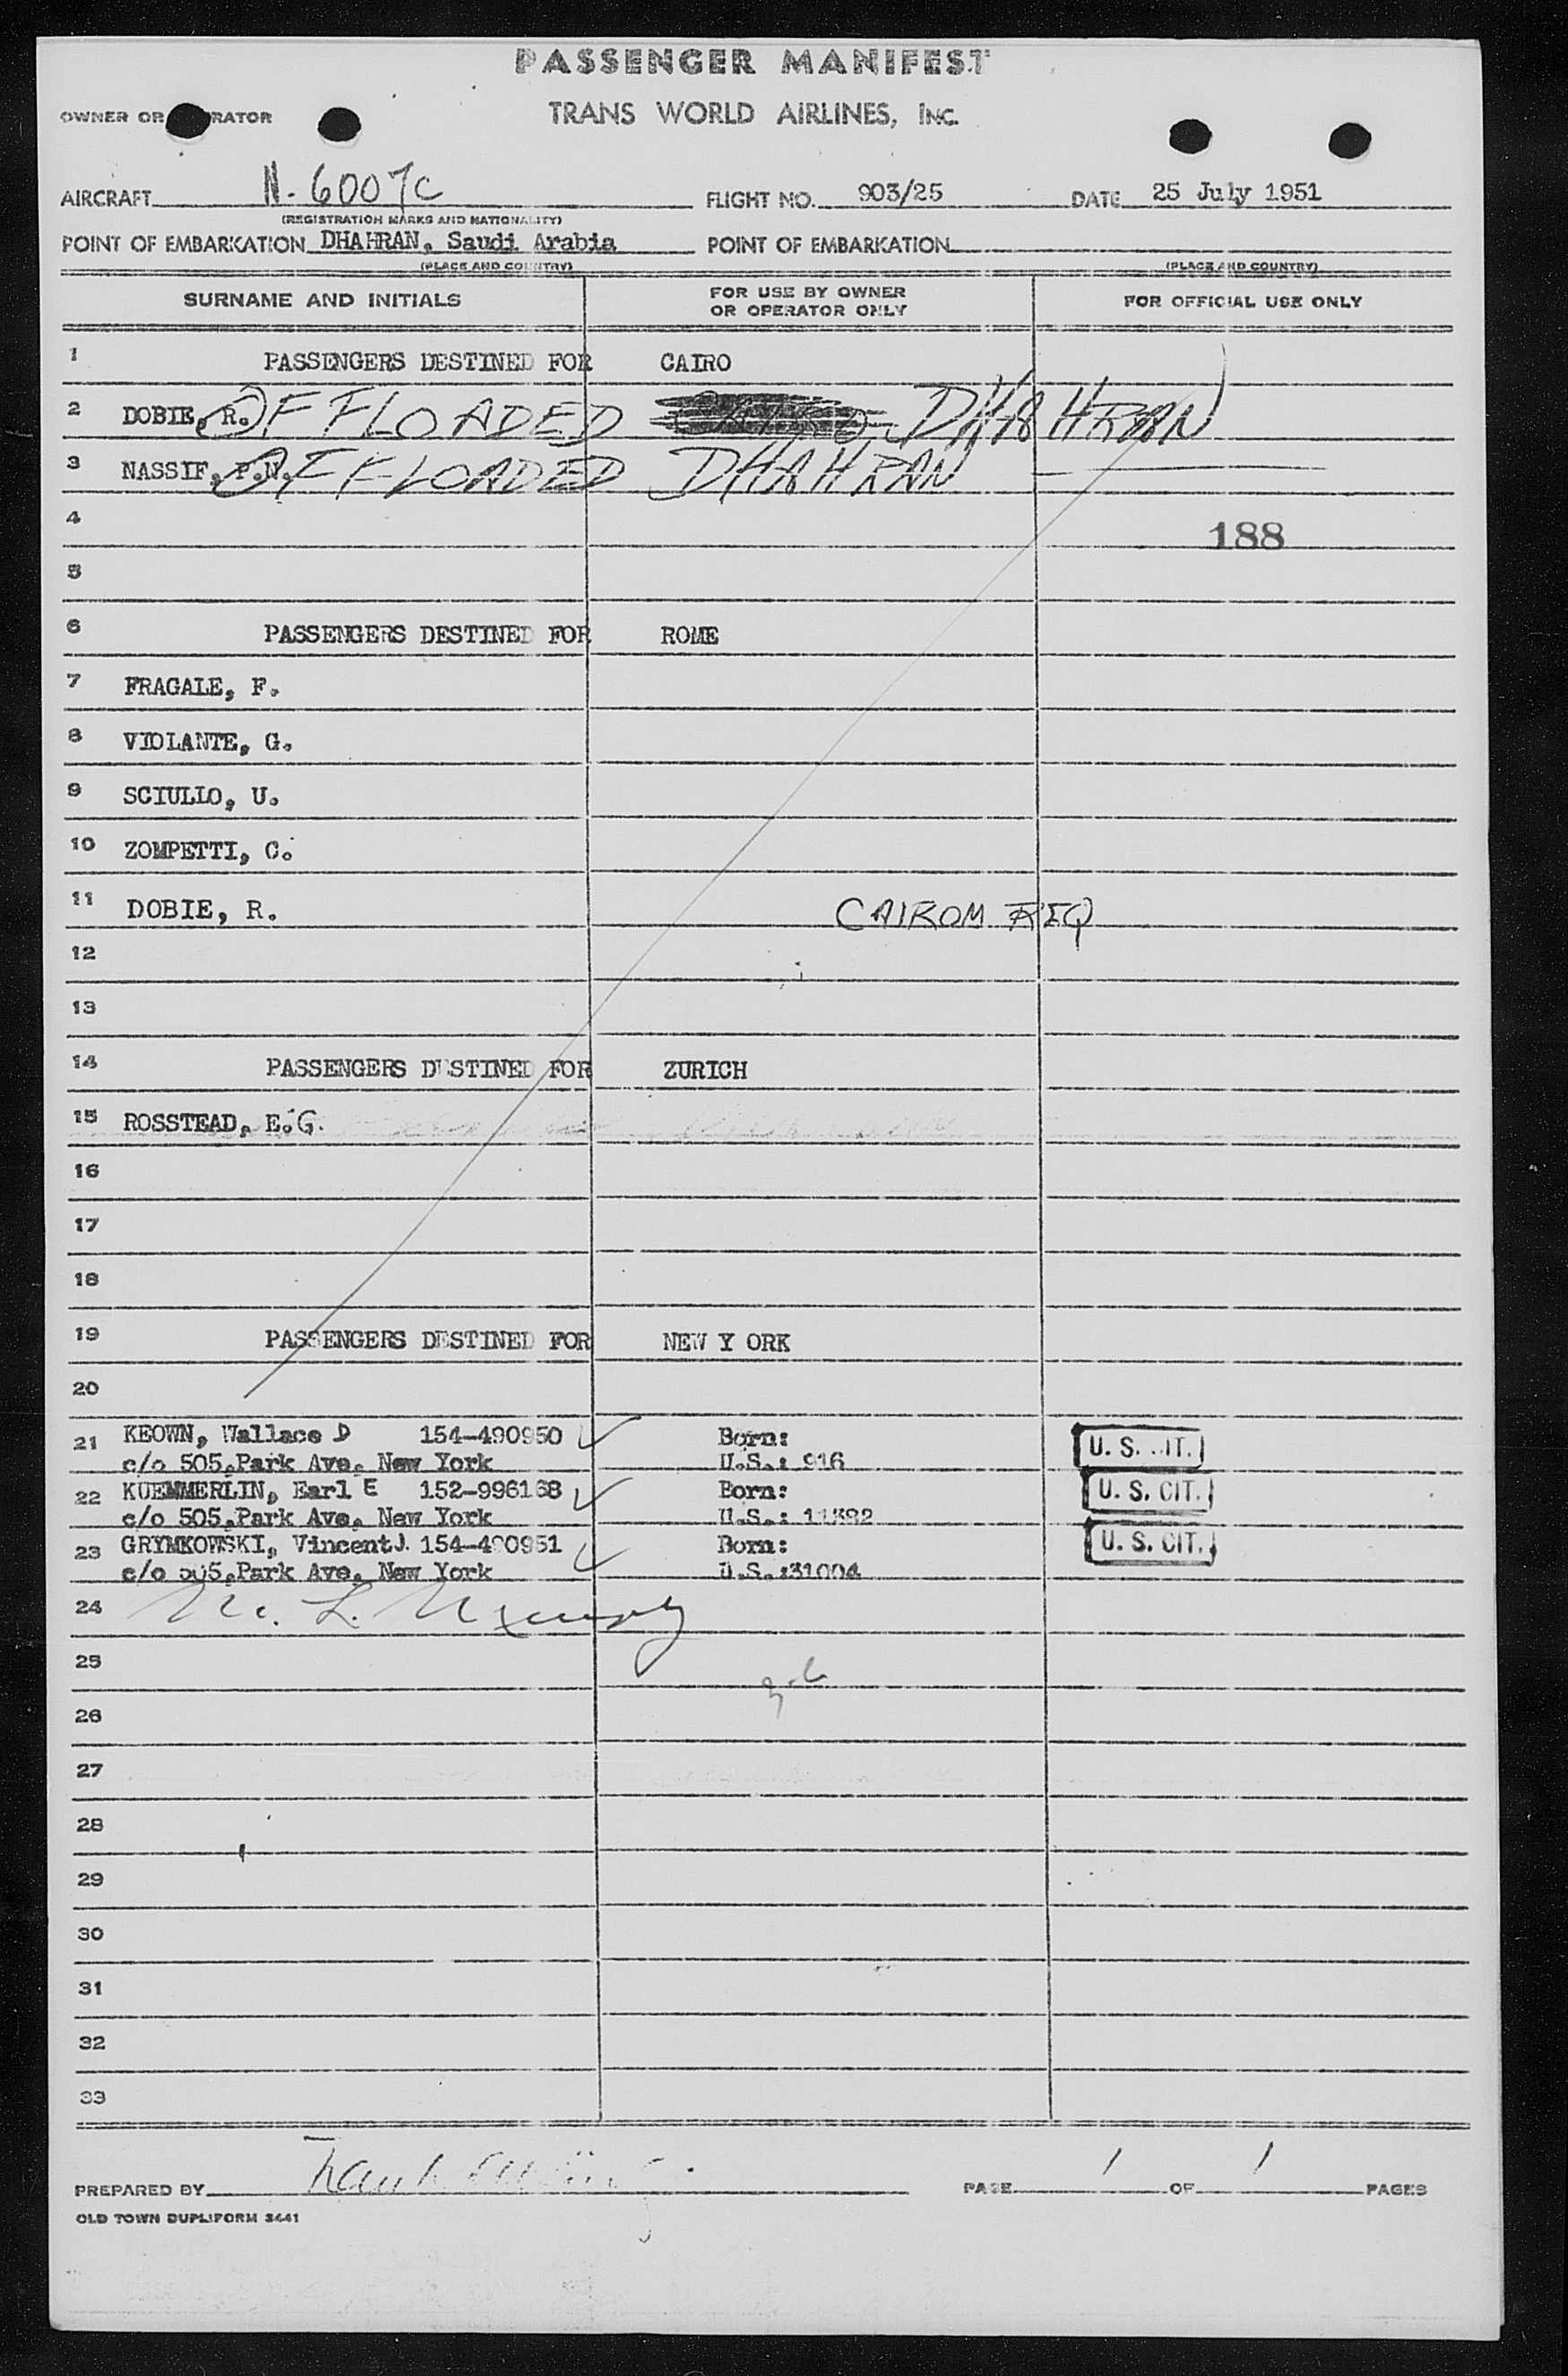 PASSENGER MANIFEST
TRANS WORLD AIRLINES, INC.
OWNER OR RATOR
AIRCRAFT N-6007C FLIGHT NO. 903/25 DATE 25 July 1951
(REGISTRATION MARKS AND NATIONALITY)
POINT OF EMBARKATION DHAHRAN, Saudi Arabia POINT OF EMBARKATION
(PLACE AND COUNTRY) (PLACE AND COUNTRY)
SURNAME AND INITIALS FOR USE BY OWNER OR OPERATOR ONLY FOR OFFICIAL USE ONLY
1 PASSENGERS DESTINED FOR CAIRO
2 DOBIE, R. OFFLOADED DHAHRAN
3 NASSIF, P.N. OFFLOADED DHAHRAN
4 188
5
6 PASSENGERS DESTINED FOR ROME
7 FRAGALE, F.
8 VIOLANTE, G.
9 SCIULLO, U.
10 ZOMPETTI, C.
11 DOBIE, R. CAIROM REQ
12
13
14 PASSENGERS DESTINED FOR ZURICH
15 ROSSTEAD, E.G.
16
17
18
19 PASSENGERS DESTINED FOR NEW Y ORK
20
21 KEOWN, Wallace D 154-490950 Born: U. S. IT.
c/o 505,Park Ave. New York U.S.: 916
22 KUEMMERLIN, Earl E 152-996168 Born: U. S. CIT.
c/o 505,Park Ave. New York U.S.: 11392
23 GRYMKOWSKI, Vincent J. 154-490951 Born: U. S. CIT.
c/o 505,Park Ave. New York U.S.:31004
24 L.
25
26
27
28
29
30
31
32
33
PREPARED BY PAGE 1 OF 1 PAGES
OLD TOWN DUPLIFORM 3441